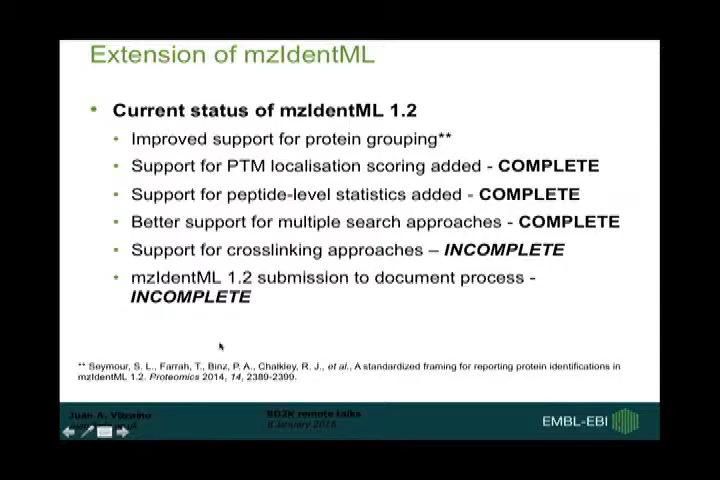 Extension of mzIdentML
• Current status of mzIdentML 1.2
• Improved support for protein grouping**
• Support for PTM localisation scoring added - COMPLETE
• Support for peptide-level statistics added - COMPLETE
• Better support for multiple search approaches - COMPLETE
• Support for crosslinking approaches – INCOMPLETE
• mzIdentML 1.2 submission to document process -
INCOMPLETE
** Seymour, S. L., Farrah, T., Binz, P. A., Chalkley, R. J., et al., A standardized framing for reporting protein identifications in
mzIdentML 1.2. Proteomics 2014, 14, 2389-2399.
Juan A. Vizcaíno
BD2K remote talks
8 January 2016
EMBL-EBI